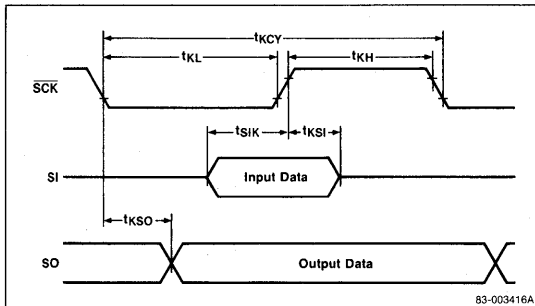 tKCY
tKL
tKH
SCK
tSIK
tKSI
SI
Input Data
tKSO
SO
Output Data
83-003416A